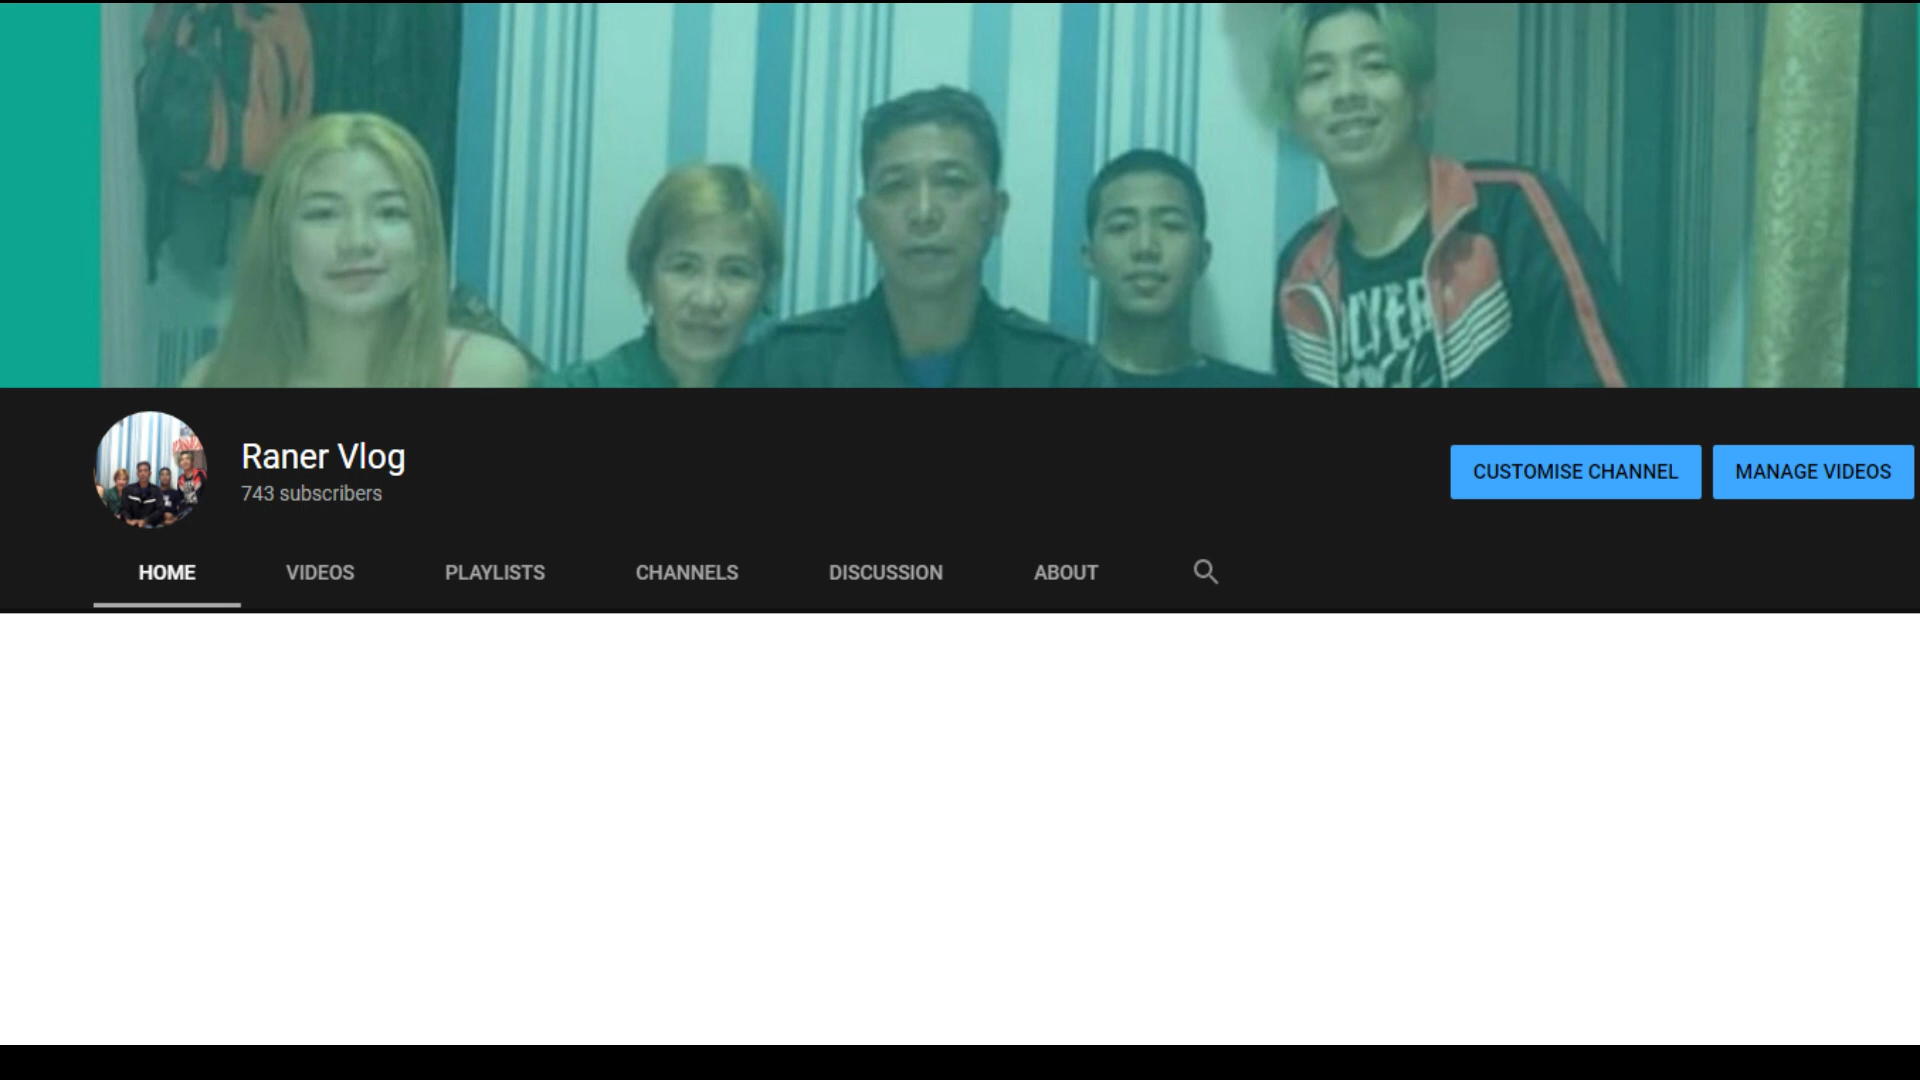 Raner Vlog
743 subscribers
CUSTOMISE CHANNEL
MANAGE VIDEOS
HOME
VIDEOS
PLAYLISTS
CHANNELS
DISCUSSION
ABOUT